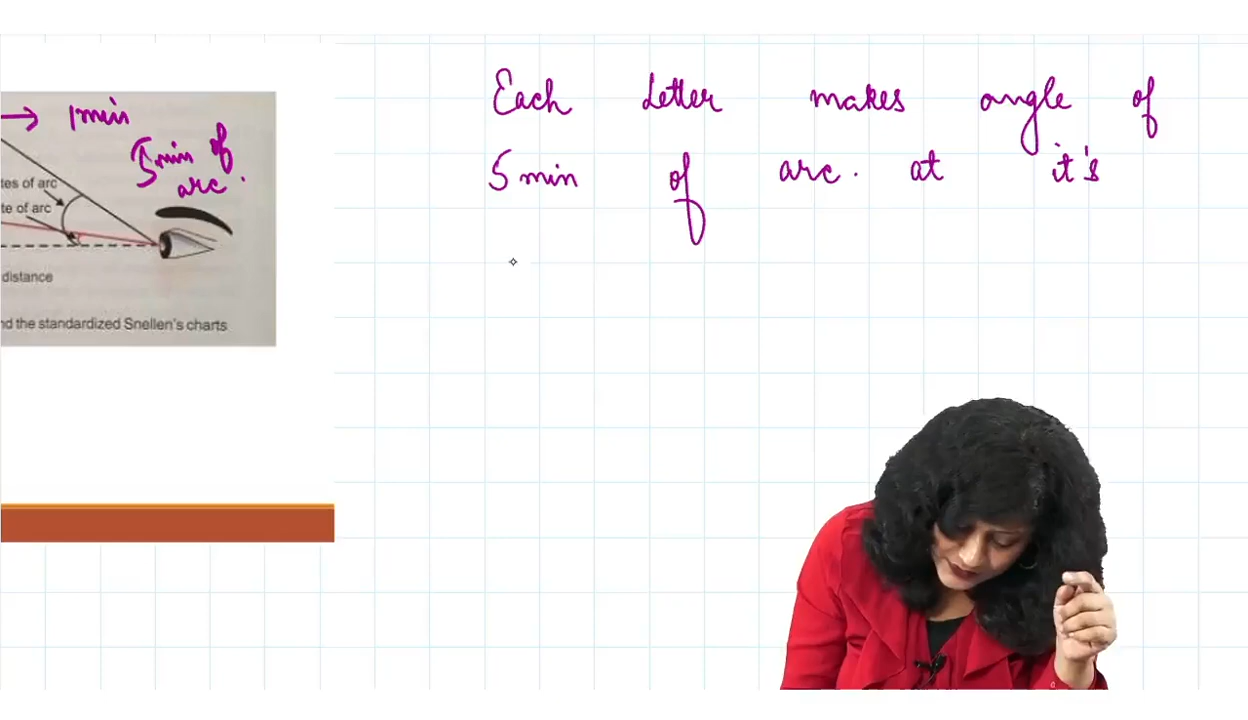 Each letter makes angle of
5 min of arc. at it's
→ 1 min
5 min of
arc.
tes of arc
te of arc
distance
nd the standardized Snellen's charts